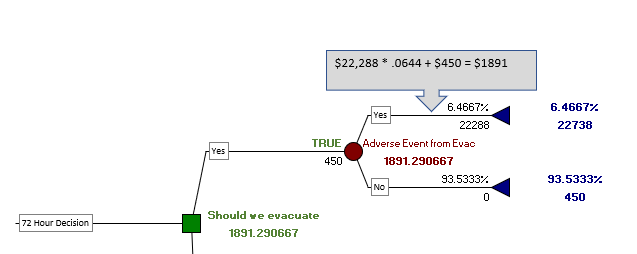 $22,288 * .0644 + $450 = $1891
Yes
6.4667%
6.4667%
22288
22738
Yes
TRUE
Adverse Event from Evac
450
1891.290667
No
93.5333%
93.5333%
0
450
72 Hour Decision
Should we evacuate
1891.290667